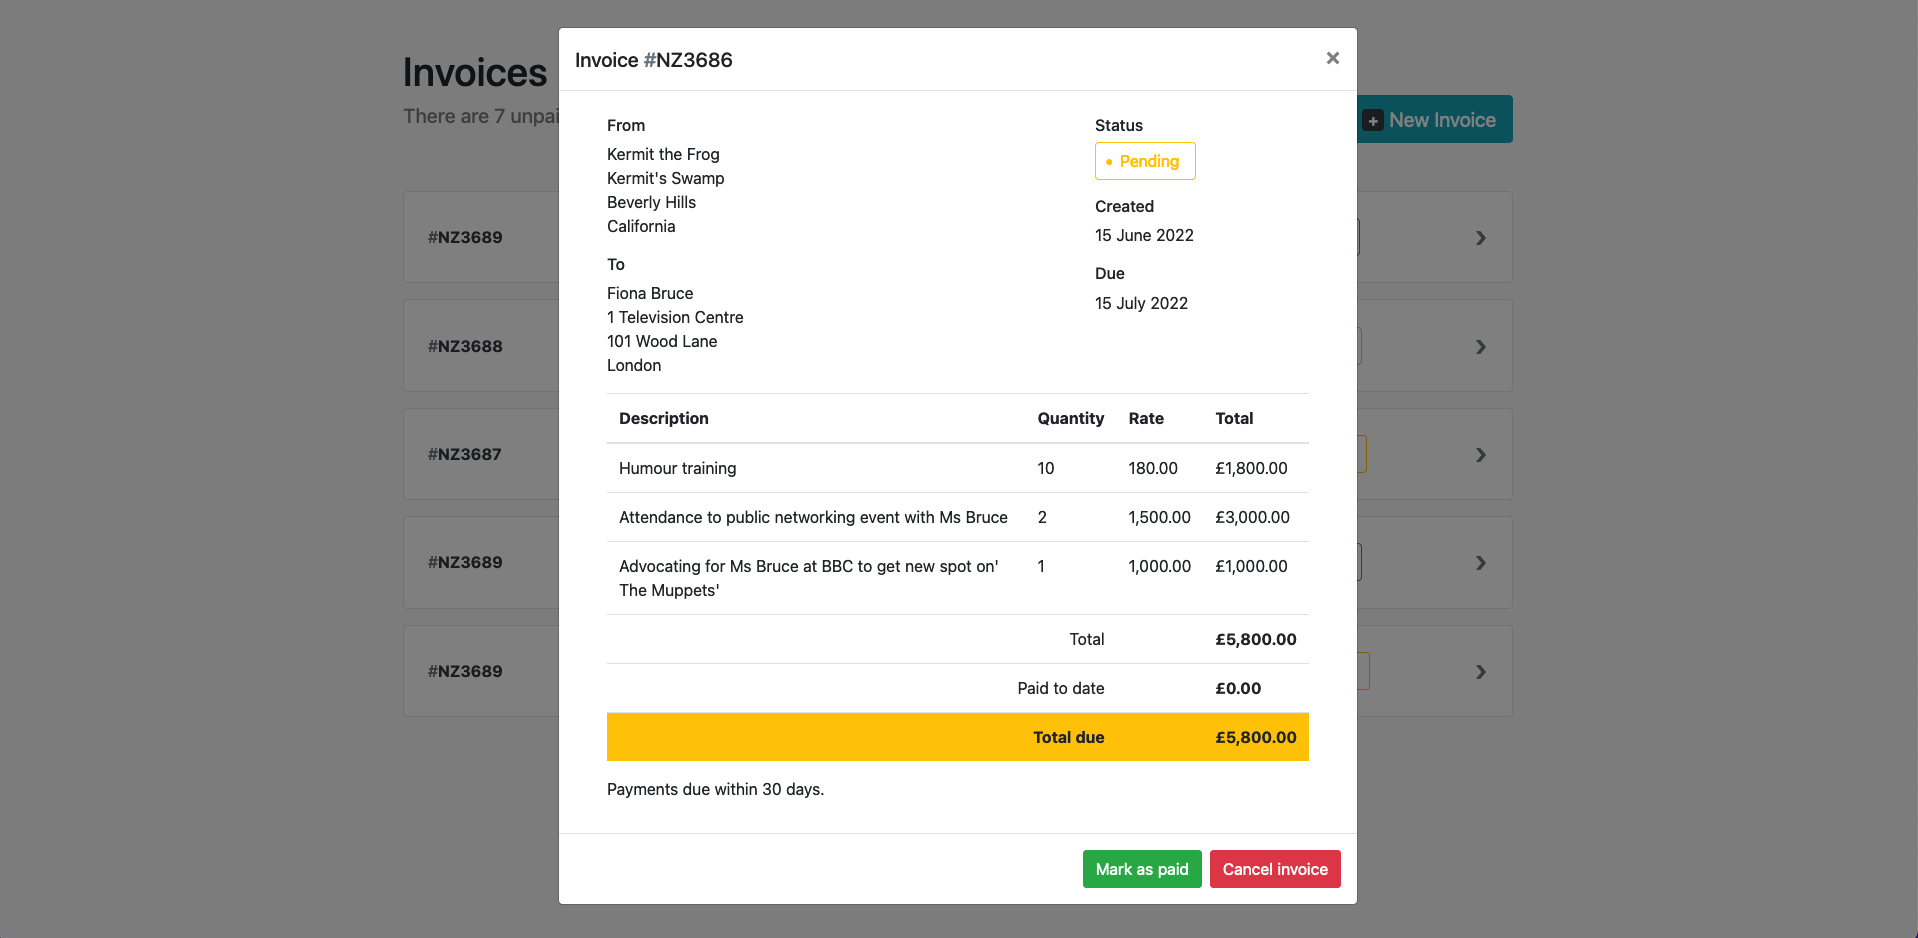 Invoices
There are 7 unpai
New Invoice
#NZ3689
#NZ3688
#NZ3687
#NZ3689
#NZ3689
Invoice #NZ3686
×
From
Kermit the Frog
Kermit's Swamp
Beverly Hills
California
To
Fiona Bruce
1 Television Centre
101 Wood Lane
London
Status
• Pending
Created
15 June 2022
Due
15 July 2022
Description Quantity Rate Total
Humour training 10 180.00 £1,800.00
Attendance to public networking event with Ms Bruce 2 1,500.00 £3,000.00
Advocating for Ms Bruce at BBC to get new spot on' 1 1,000.00 £1,000.00
The Muppets'
Total £5,800.00
Paid to date £0.00
Total due £5,800.00
Payments due within 30 days.
Mark as paid Cancel invoice